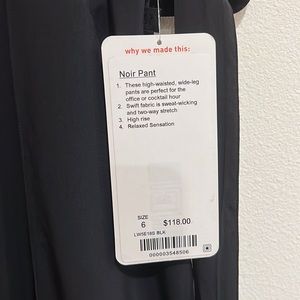 why we made this:
Noir Pant
1. These high-waisted, wide-leg
pants are perfect for the
office or cocktail hour
2. Swift fabric is sweat-wicking
and two-way stretch
3. High rise
4. Relaxed Sensation
SIZE
6 $118.00
LW5E18S BLK
000003548506